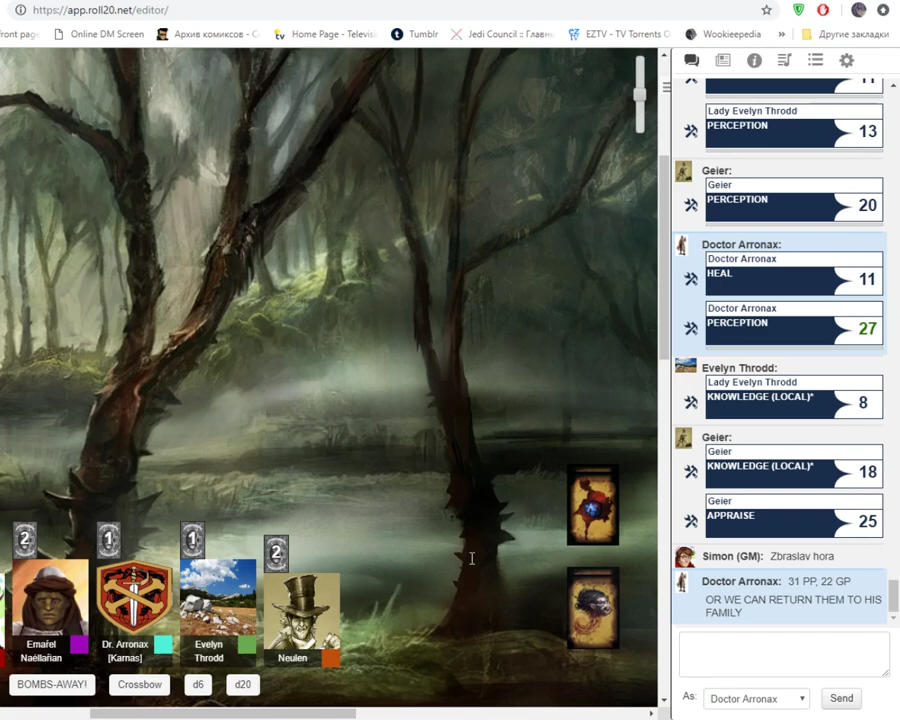 https://app.roll20.net/editor/
front page
Online DM Screen
Архив комиксов - С
Home Page - Televisi
Tumblr
Jedi Council :: Главн
EZTV - TV Torrents O
Wookieepedia
»
Другие закладки
11
Lady Evelyn Throdd
PERCEPTION 13
Geier:
Geier
PERCEPTION 20
Doctor Arronax:
Doctor Arronax
HEAL 11
Doctor Arronax
PERCEPTION 27
Evelyn Throdd:
Lady Evelyn Throdd
KNOWLEDGE (LOCAL)* 8
Geier:
Geier
KNOWLEDGE (LOCAL)* 18
Geier
APPRAISE 25
Simon (GM): Zbraslav hora
Doctor Arronax: 31 PP, 22 GP
OR WE CAN RETURN THEM TO HIS
FAMILY
2
1
1
2
Emařel
Naëllařian
Dr. Arronax
[Karnas]
Evelyn
Throdd
Neulen
BOMBS-AWAY!
Crossbow
d6
d20
As: Doctor Arronax
Send